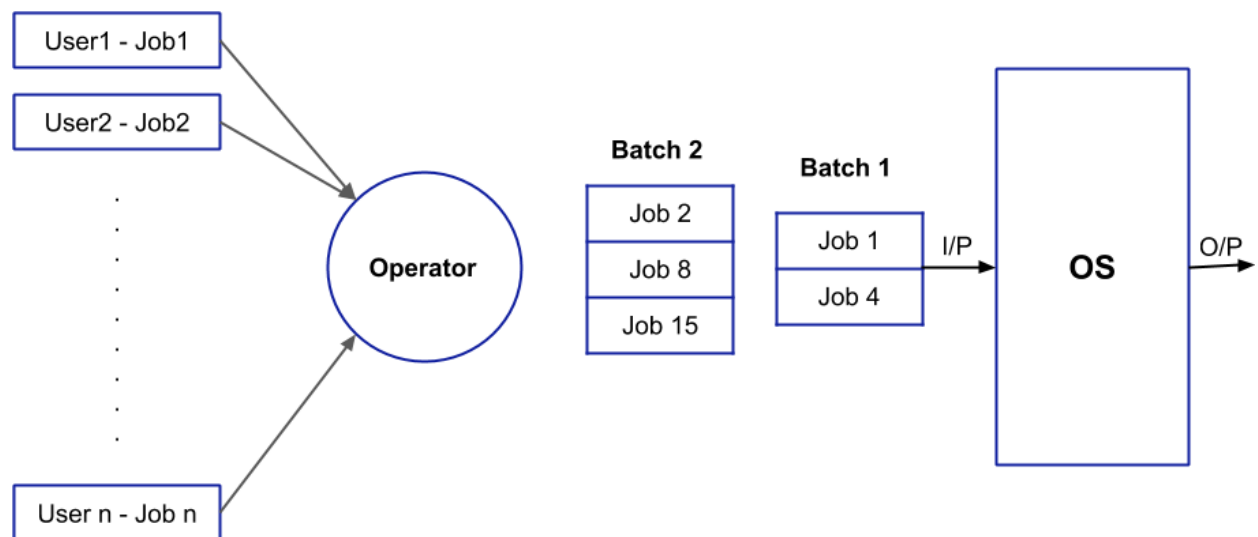 User1 - Job1
User2 - Job2
User n - Job n
Operator
Batch 2
Job 2
Job 8
Job 15
Batch 1
Job 1
Job 4
I/P
OS
O/P